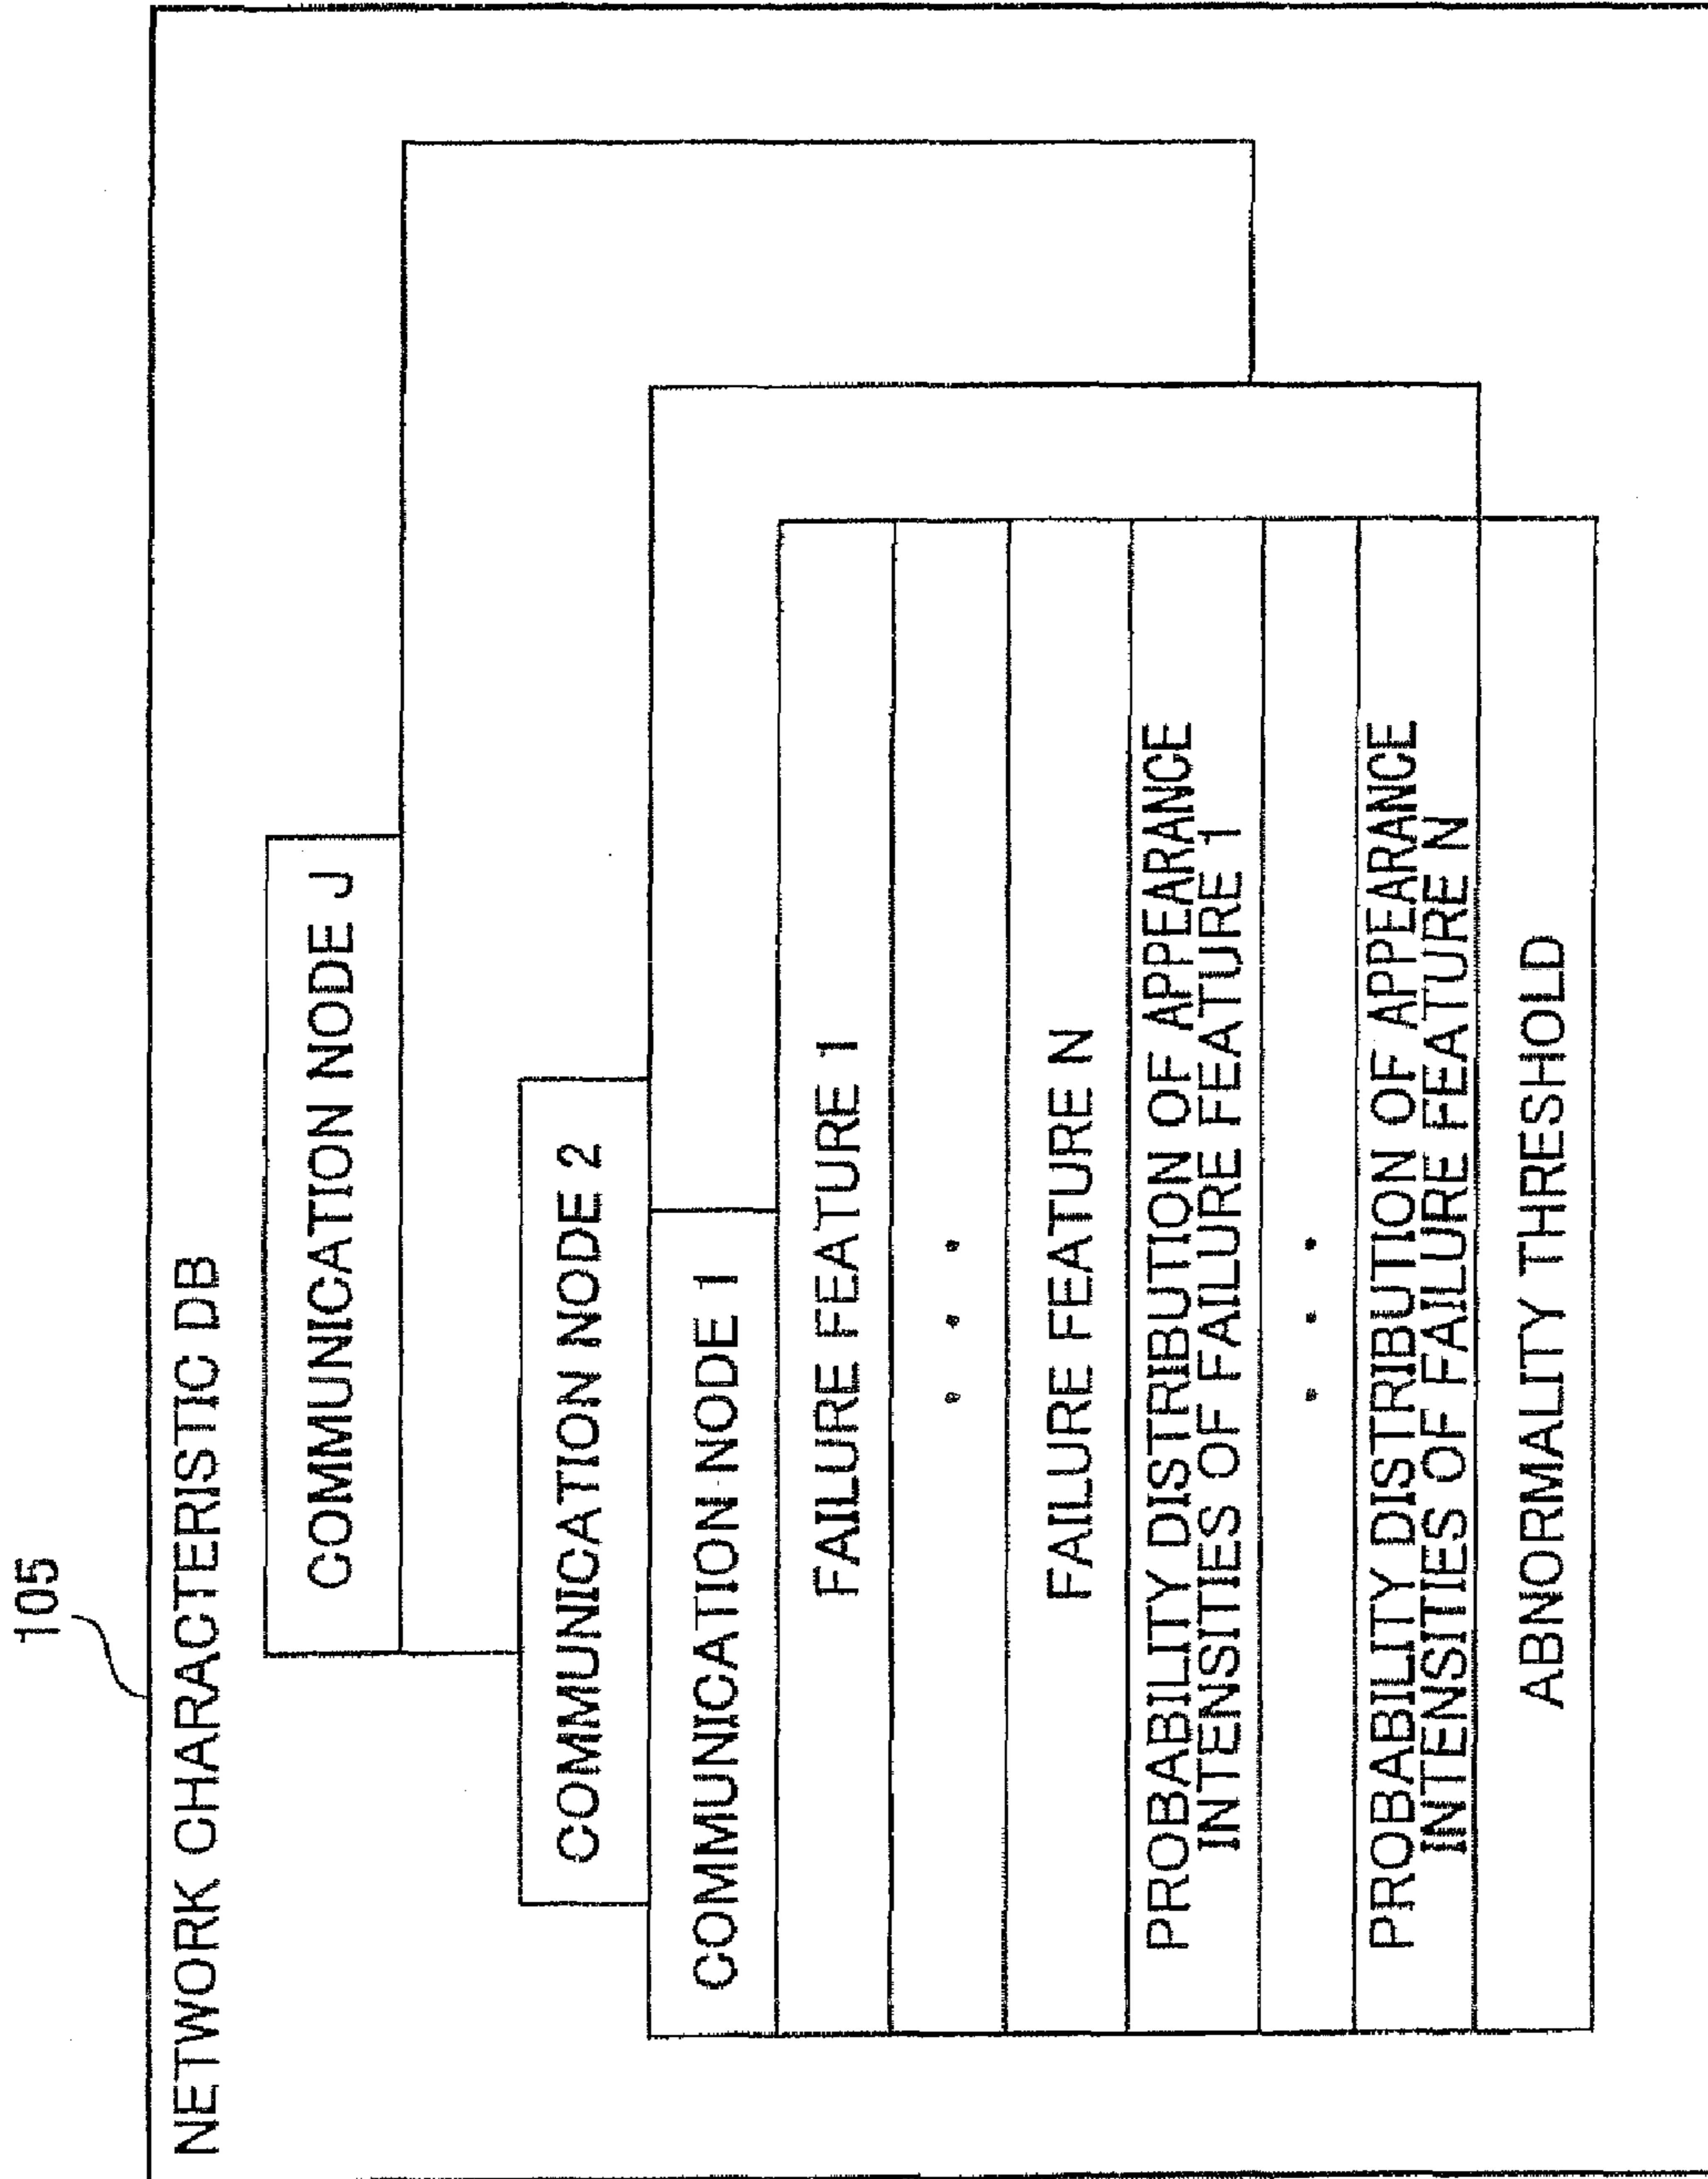 105
NETWORK CHARACTERISTIC DB
COMMUNICATION NODE J
COMMUNICATION NODE 2
COMMUNICATION NODE 1
FAILURE FEATURE 1
• • •
FAILURE FEATURE N
PROBABILITY DISTRIBUTION OF APPEARANCE
INTENSITIES OF FAILURE FEATURE 1
• • •
PROBABILITY DISTRIBUTION OF APPEARANCE
INTENSITIES OF FAILURE FEATURE N
ABNORMALITY THRESHOLD